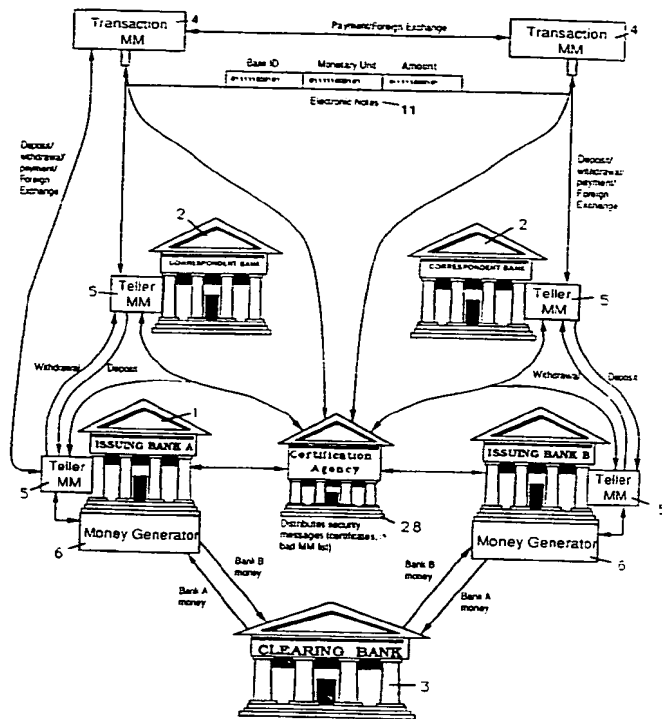 Transaction
MM
4
Payment/Foreign Exchange
Transaction
MM
4
Bank ID
Monetary Unit
Amount
Electronic Notes
11
Deposit/
withdrawal/
payment/
Foreign
Exchange
Deposit/
withdrawal/
payment/
Foreign
Exchange
2
CORRESPONDENT BANK
5
Teller
MM
2
CORRESPONDENT BANK
Teller
MM
5
Withdrawal
Deposit
Withdrawal
Deposit
1
ISSUING BANK A
Teller
MM
5
Money Generator
6
Certification
Agency
28
Distributes security
messages (certificates,
bad MM list)
ISSUING BANK B
Teller
MM
5
Money Generator
6
Bank B
money
Bank A
money
Bank B
money
Bank A
money
CLEARING BANK
3